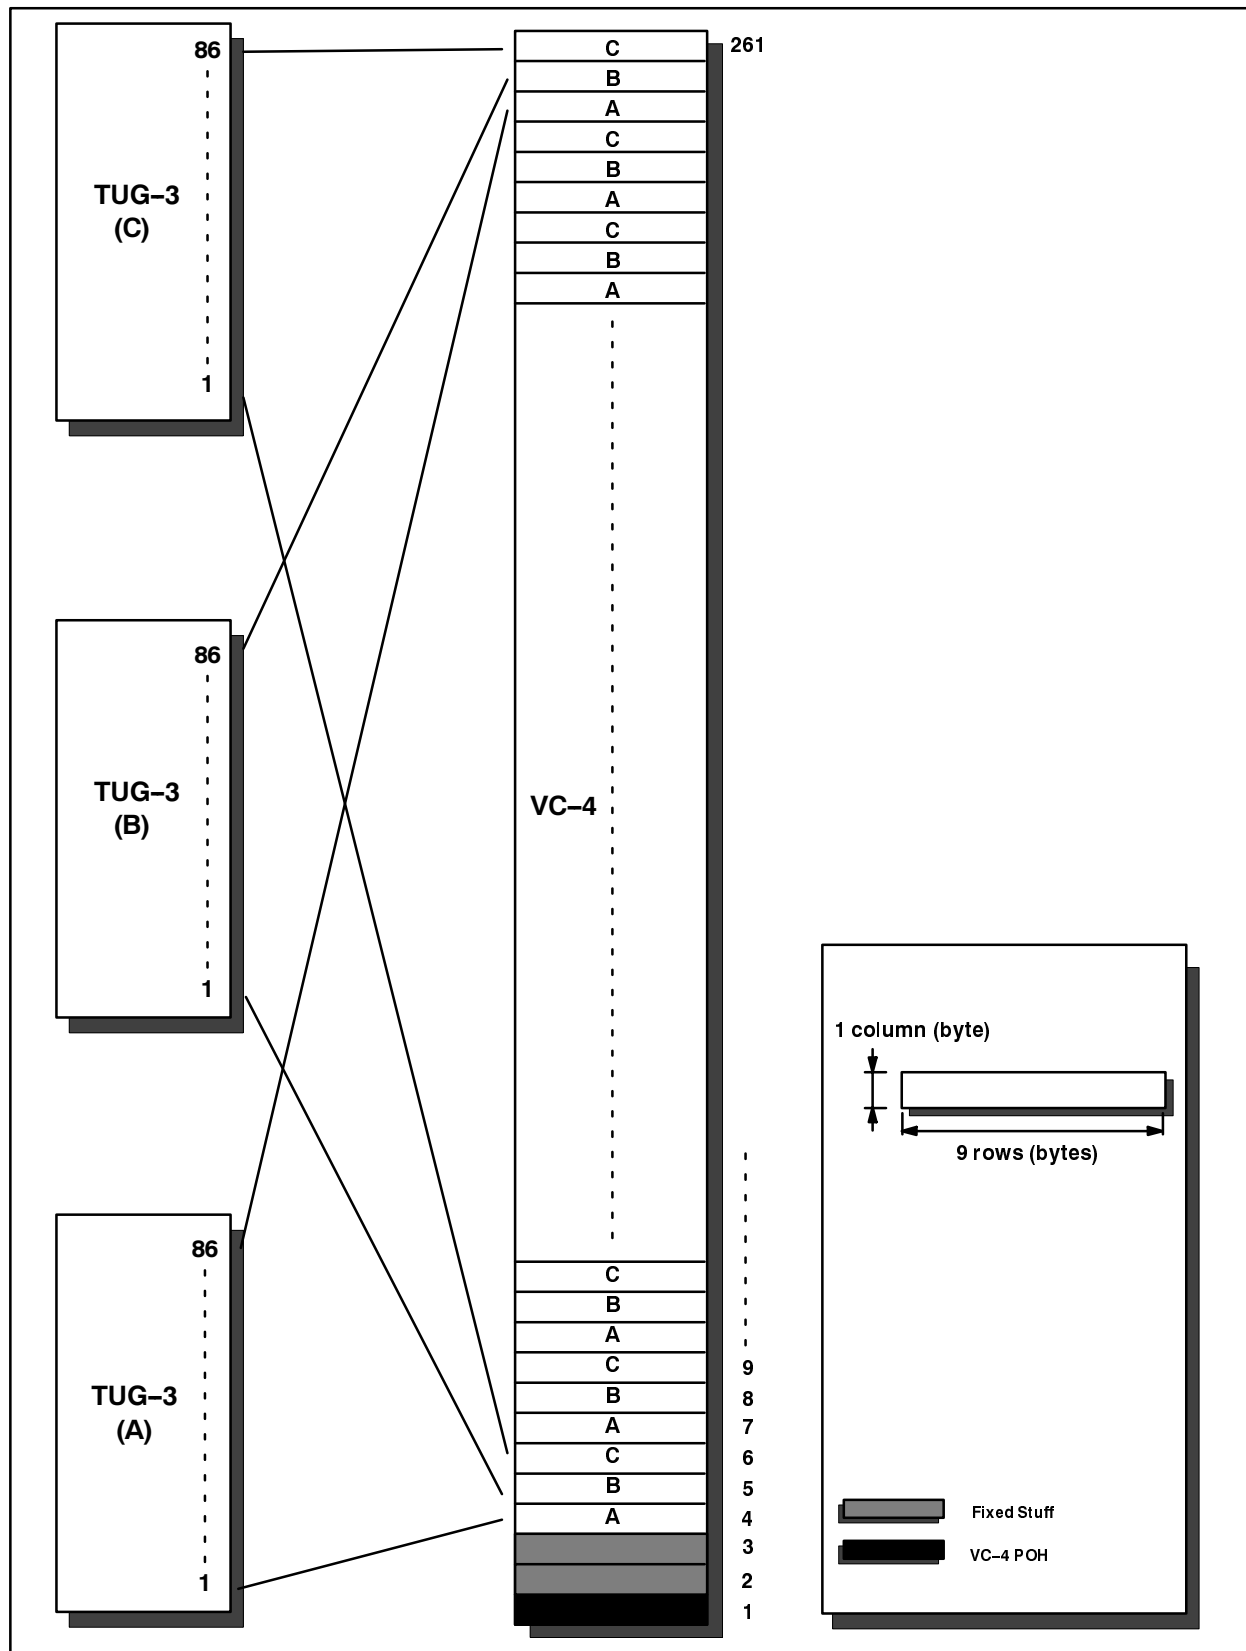 86
TUG–3
(C)
1
86
TUG–3
(B)
1
86
TUG–3
(A)
1
C
B
A
C
B
A
C
B
A
VC–4
C
B
A
C
B
A
C
B
A
261
9
8
7
6
5
4
3
2
1
1 column (byte)
9 rows (bytes)
Fixed Stuff
VC–4 POH